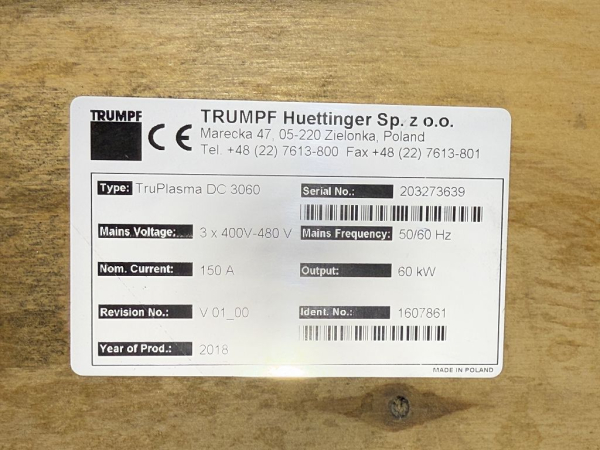 TRUMPF
CE
TRUMPF Huettinger Sp. z o.o.
Marecka 47, 05-220 Zielonka, Poland
Tel. +48 (22) 7613-800 Fax +48 (22) 7613-801
Type: TruPlasma DC 3060 Serial No.: 203273639
Mains Voltage: 3 x 400V-480 V Mains Frequency: 50/60 Hz
Nom. Current: 150 A Output: 60 kW
Revision No.: V 01_00 Ident. No.: 1607861
Year of Prod.: 2018
MADE IN POLAND